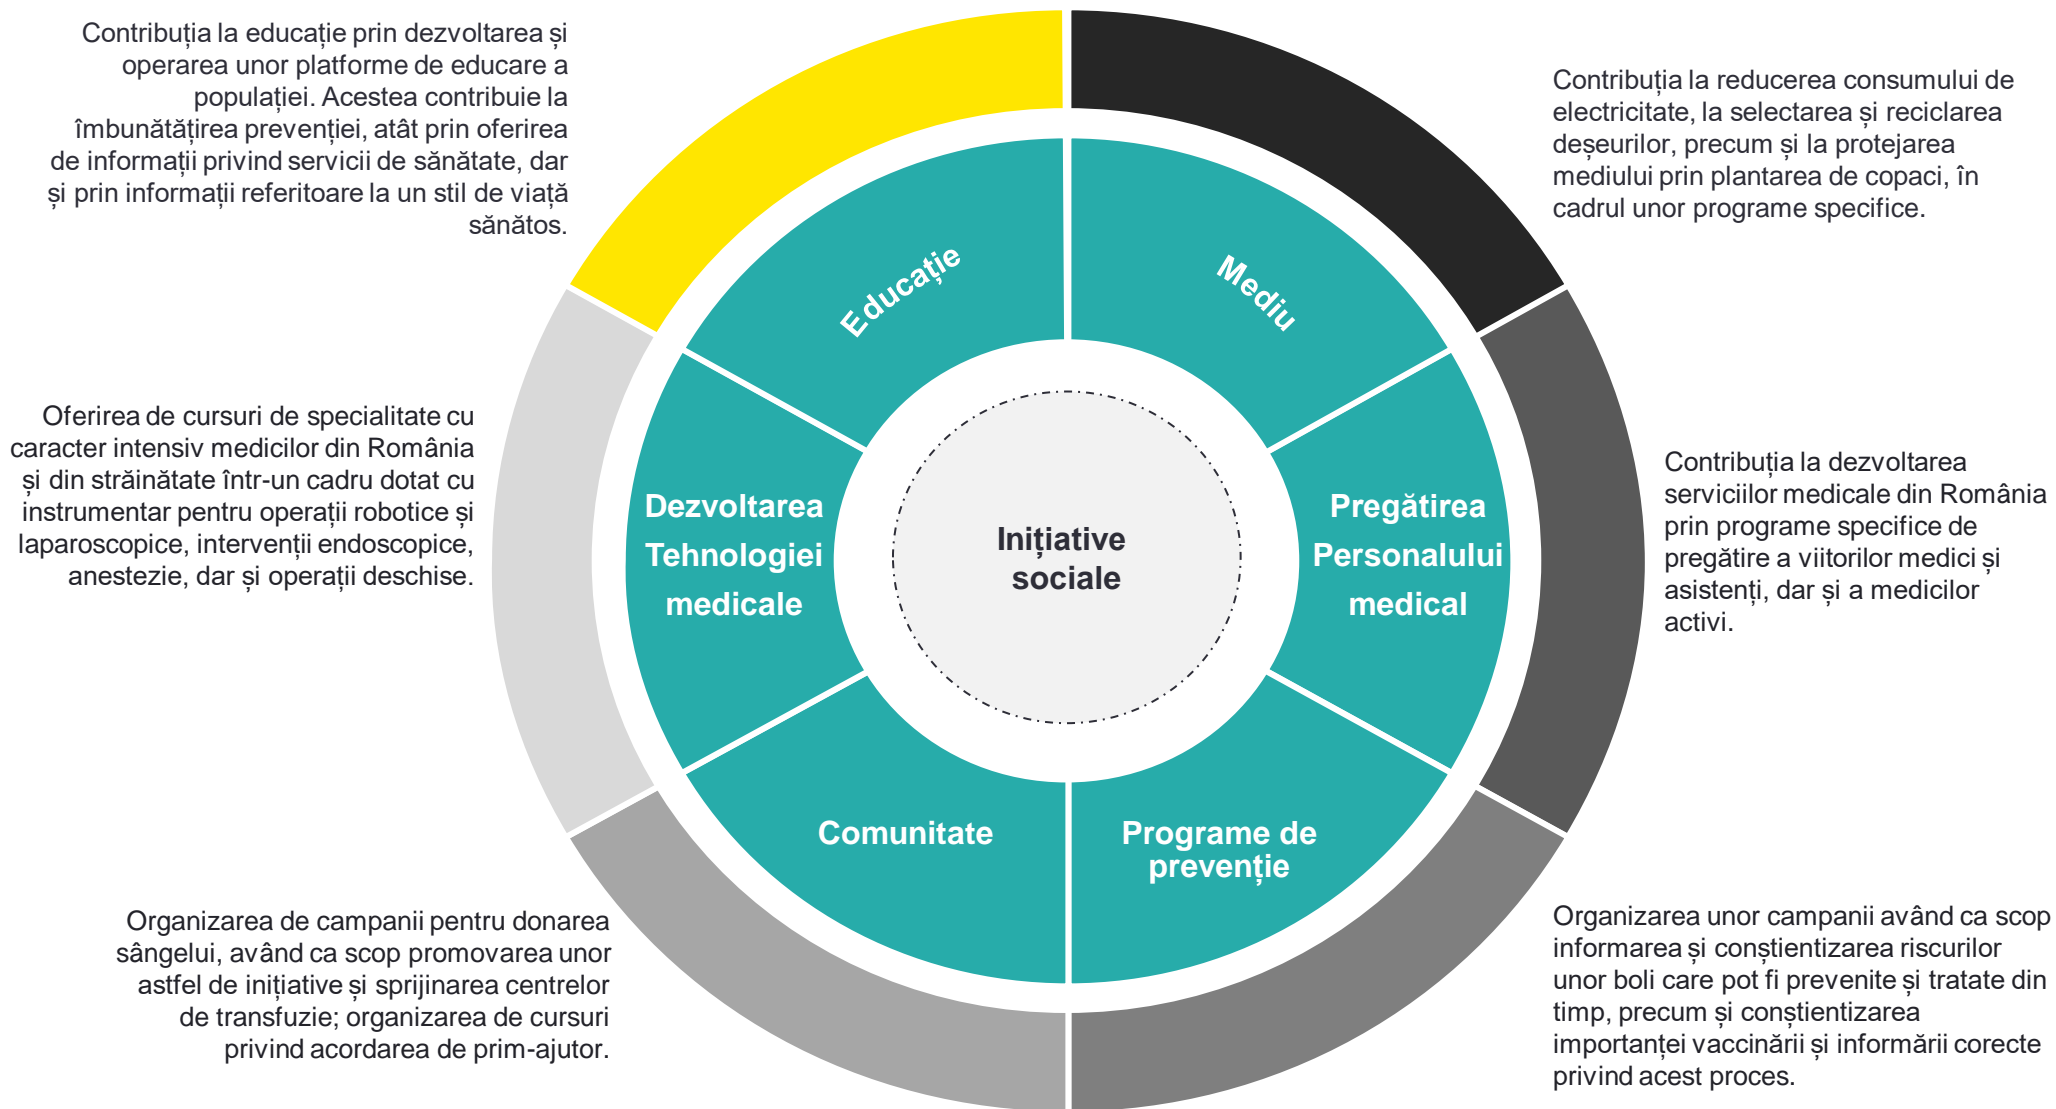 Contribuția la educație prin dezvoltarea și
operarea unor platforme de educare a
populației. Acestea contribuie la
îmbunătățirea prevenției, atât prin oferirea
de informații privind servicii de sănătate, dar
și prin informații referitoare la un stil de viață
sănătos.
Contribuția la reducerea consumului de
electricitate, la selectarea și reciclarea
deșeurilor, precum și la protejarea
mediului prin plantarea de copaci, în
cadrul unor programe specifice.
Educație
Mediu
Oferirea de cursuri de specialitate cu
caracter intensiv medicilor din România
și din străinătate într-un cadru dotat cu
instrumentar pentru operații robotice și
laparoscopice, intervenții endoscopice,
anestezie, dar și operații deschise.
Dezvoltarea
Tehnologiei
medicale
Inițiative
sociale
Pregătirea
Personalului
medical
Contribuția la dezvoltarea
serviciilor medicale din România
prin programe specifice de
pregătire a viitorilor medici și
asistenți, dar și a medicilor
activi.
Comunitate
Programe de
prevenție
Organizarea de campanii pentru donarea
sângelui, având ca scop promovarea unor
astfel de inițiative și sprijinarea centrelor
de transfuzie; organizarea de cursuri
privind acordarea de prim-ajutor.
Organizarea unor campanii având ca scop
informarea și conștientizarea riscurilor
unor boli care pot fi prevenite și tratate din
timp, precum și conștientizarea
importanței vaccinării și informării corecte
privind acest proces.